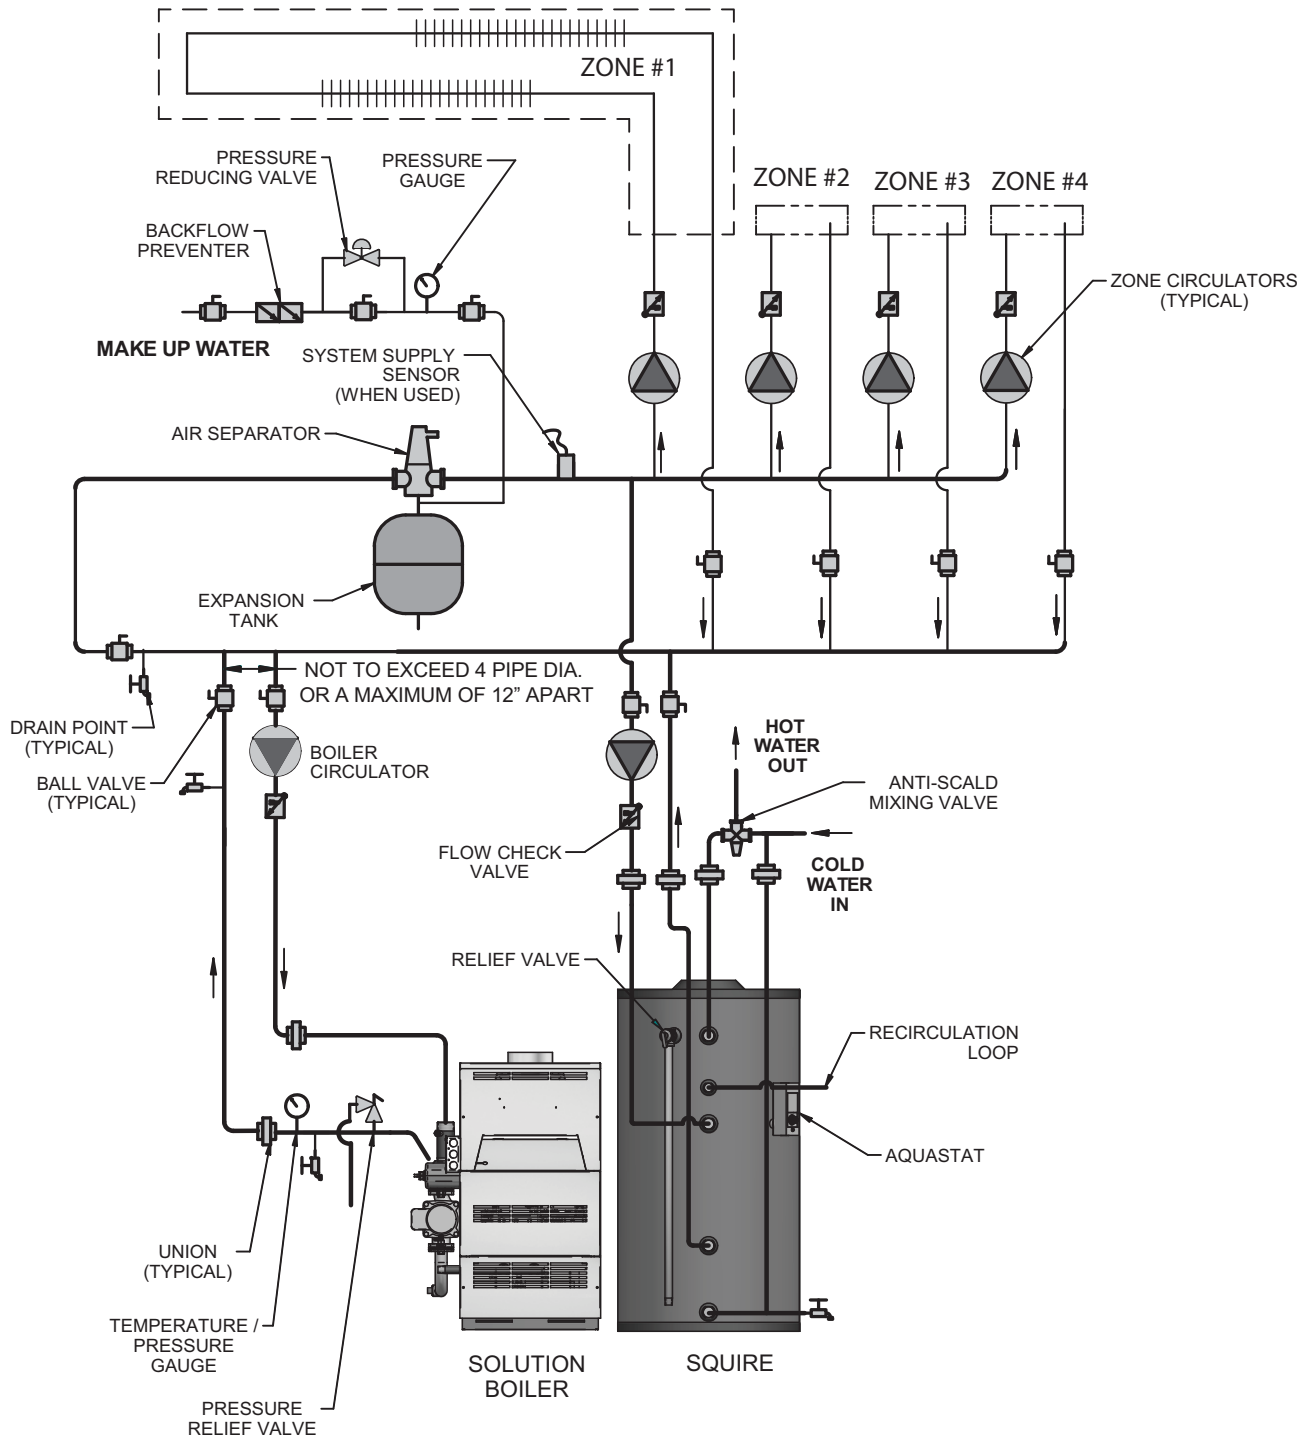 ZONE #1
PRESSURE
REDUCING VALVE
PRESSURE
GAUGE
ZONE #2
ZONE #3
ZONE #4
BACKFLOW
PREVENTER
ZONE CIRCULATORS
(TYPICAL)
MAKE UP WATER
SYSTEM SUPPLY
SENSOR
(WHEN USED)
AIR SEPARATOR
EXPANSION
TANK
NOT TO EXCEED 4 PIPE DIA.
OR A MAXIMUM OF 12” APART
DRAIN POINT
(TYPICAL)
BALL VALVE
(TYPICAL)
BOILER
CIRCULATOR
HOT
WATER
OUT
ANTI-SCALD
MIXING VALVE
FLOW CHECK
VALVE
COLD
WATER
IN
RELIEF VALVE
RECIRCULATION
LOOP
AQUASTAT
UNION
(TYPICAL)
TEMPERATURE /
PRESSURE
GAUGE
PRESSURE
RELIEF VALVE
SOLUTION
BOILER
SQUIRE